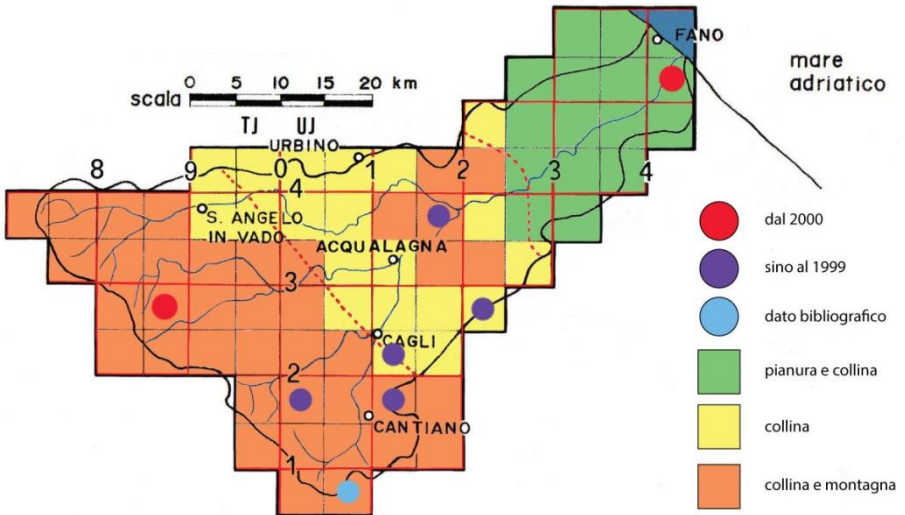 FANO
mare
adriatico
0 5 10 15 20 km
scala
TJ UJ
URBINO
8 9 0 1 2 3 4
4
S. ANGELO
IN VADO
ACQUALAGNA
3
CAGLI
2
CANTIANO
1
dal 2000
sino al 1999
dato bibliografico
pianura e collina
collina
collina e montagna